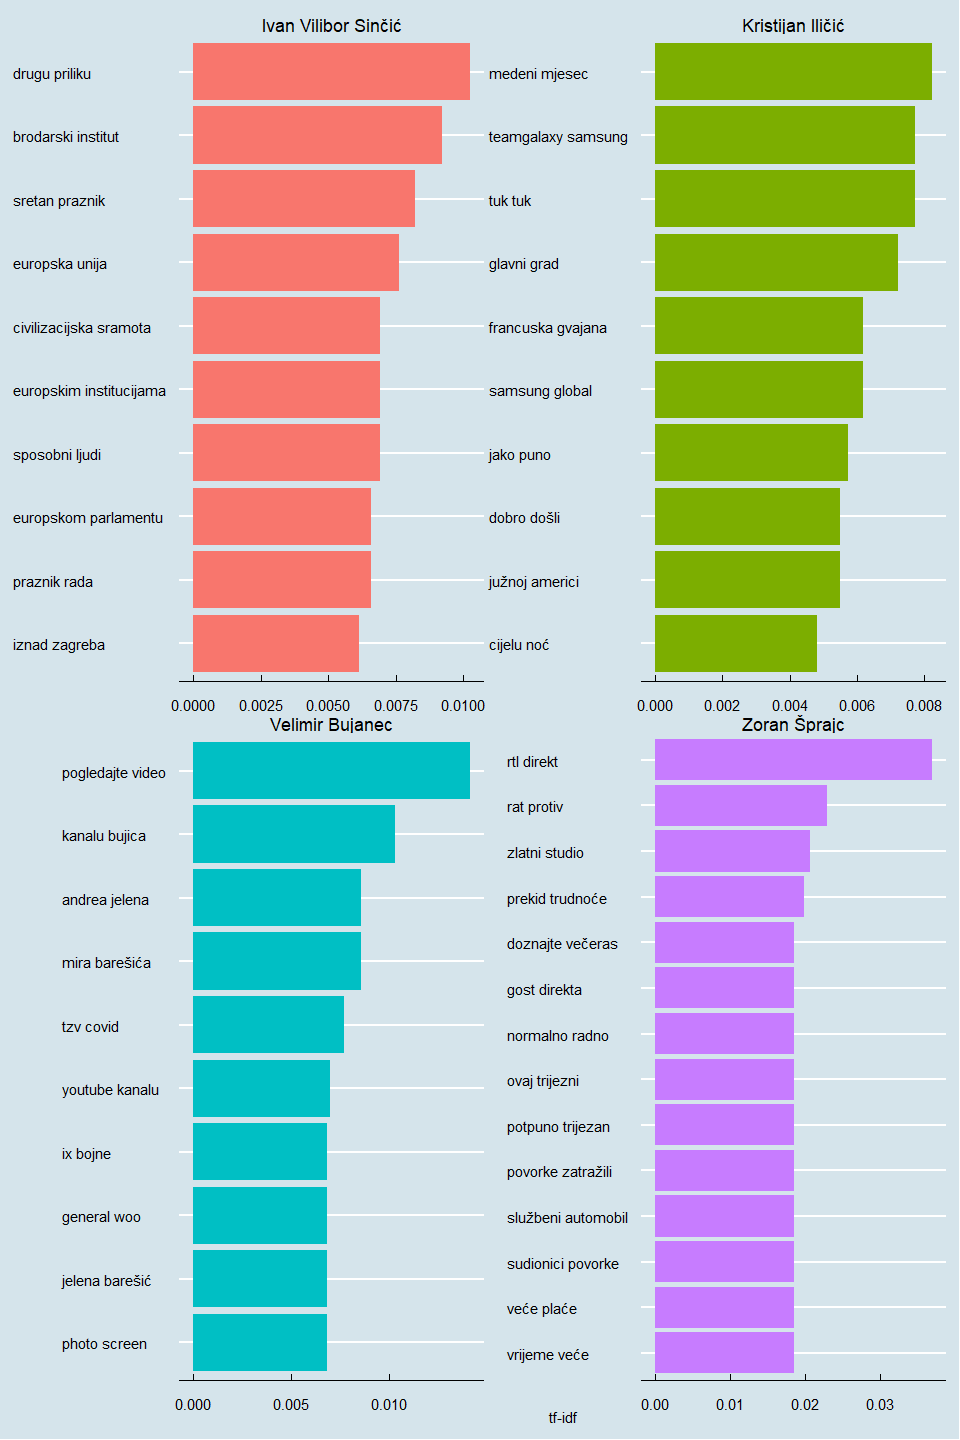 Ivan Vilibor Sinčić
drugu priliku
brodarski institut
sretan praznik
europska unija
civilizacijska sramota
europskim institucijama
sposobni ljudi
europskom parlamentu
praznik rada
iznad zagreba
0.0000 0.0025 0.0050 0.0075 0.0100
Kristijan Iličić
medeni mjesec
teamgalaxy samsung
tuk tuk
glavni grad
francuska gvajana
samsung global
jako puno
dobro došli
južnoj americi
cijelu noć
0.000 0.002 0.004 0.006 0.008
Velimir Bujanec
pogledajte video
kanalu bujica
andrea jelena
mira barešića
tzv covid
youtube kanalu
ix bojne
general woo
jelena barešić
photo screen
0.000 0.005 0.010
Zoran Šprajc
rtl direkt
rat protiv
zlatni studio
prekid trudnoće
doznajte večeras
gost direkta
normalno radno
ovaj trijezni
potpuno trijezan
povorke zatražili
službeni automobil
sudionici povorke
veće plaće
vrijeme veće
0.00 0.01 0.02 0.03
tf-idf